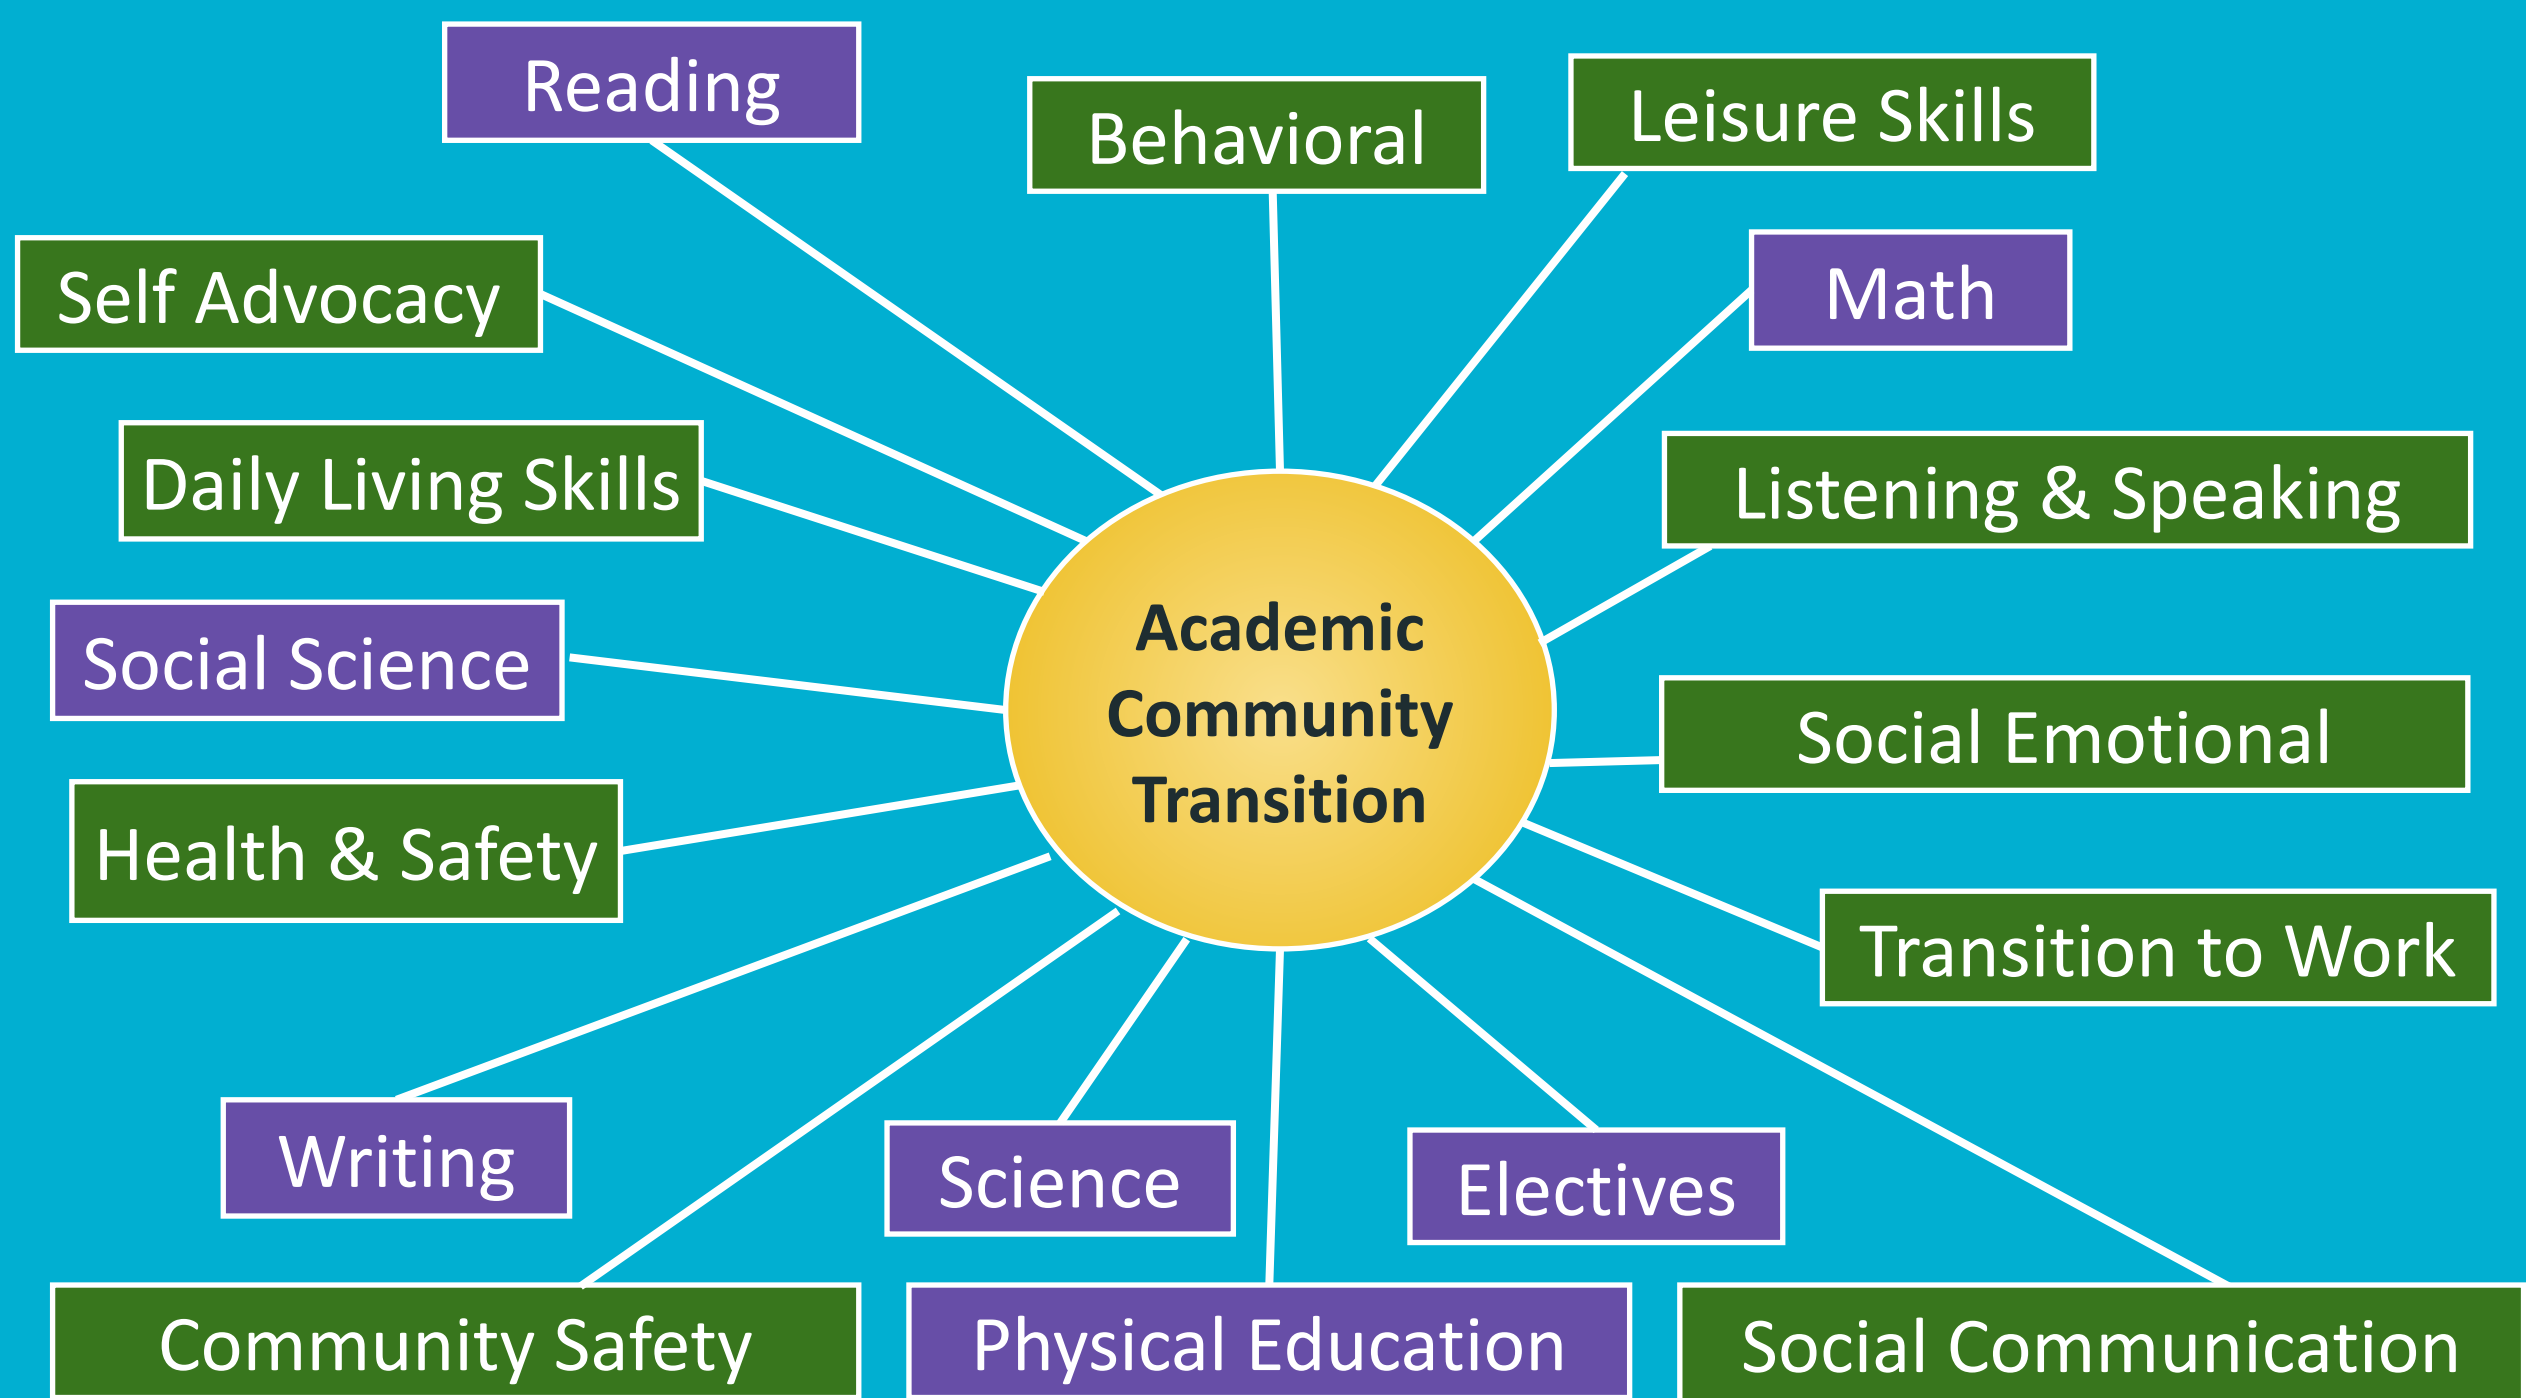 Reading
Behavioral
Leisure Skills
Self Advocacy
Math
Daily Living Skills
Listening & Speaking
Social Science
Academic
Community
Transition
Social Emotional
Health & Safety
Transition to Work
Writing
Science
Electives
Community Safety
Physical Education
Social Communication